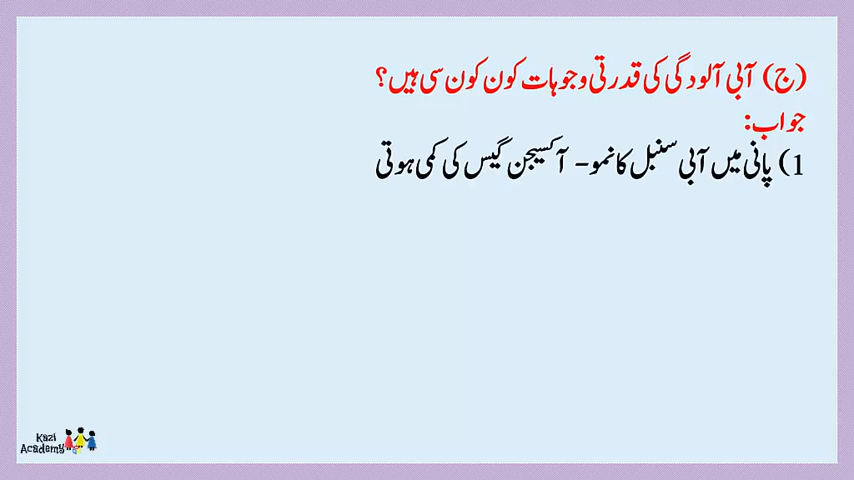 (ج) آبی آلودگی کی قدرتی وجوہات کون کون سی ہیں؟
جواب:
1) پانی میں آبی سنبل کا نمو - آکسیجن گیس کی کمی ہوتی
Kazi
Academy